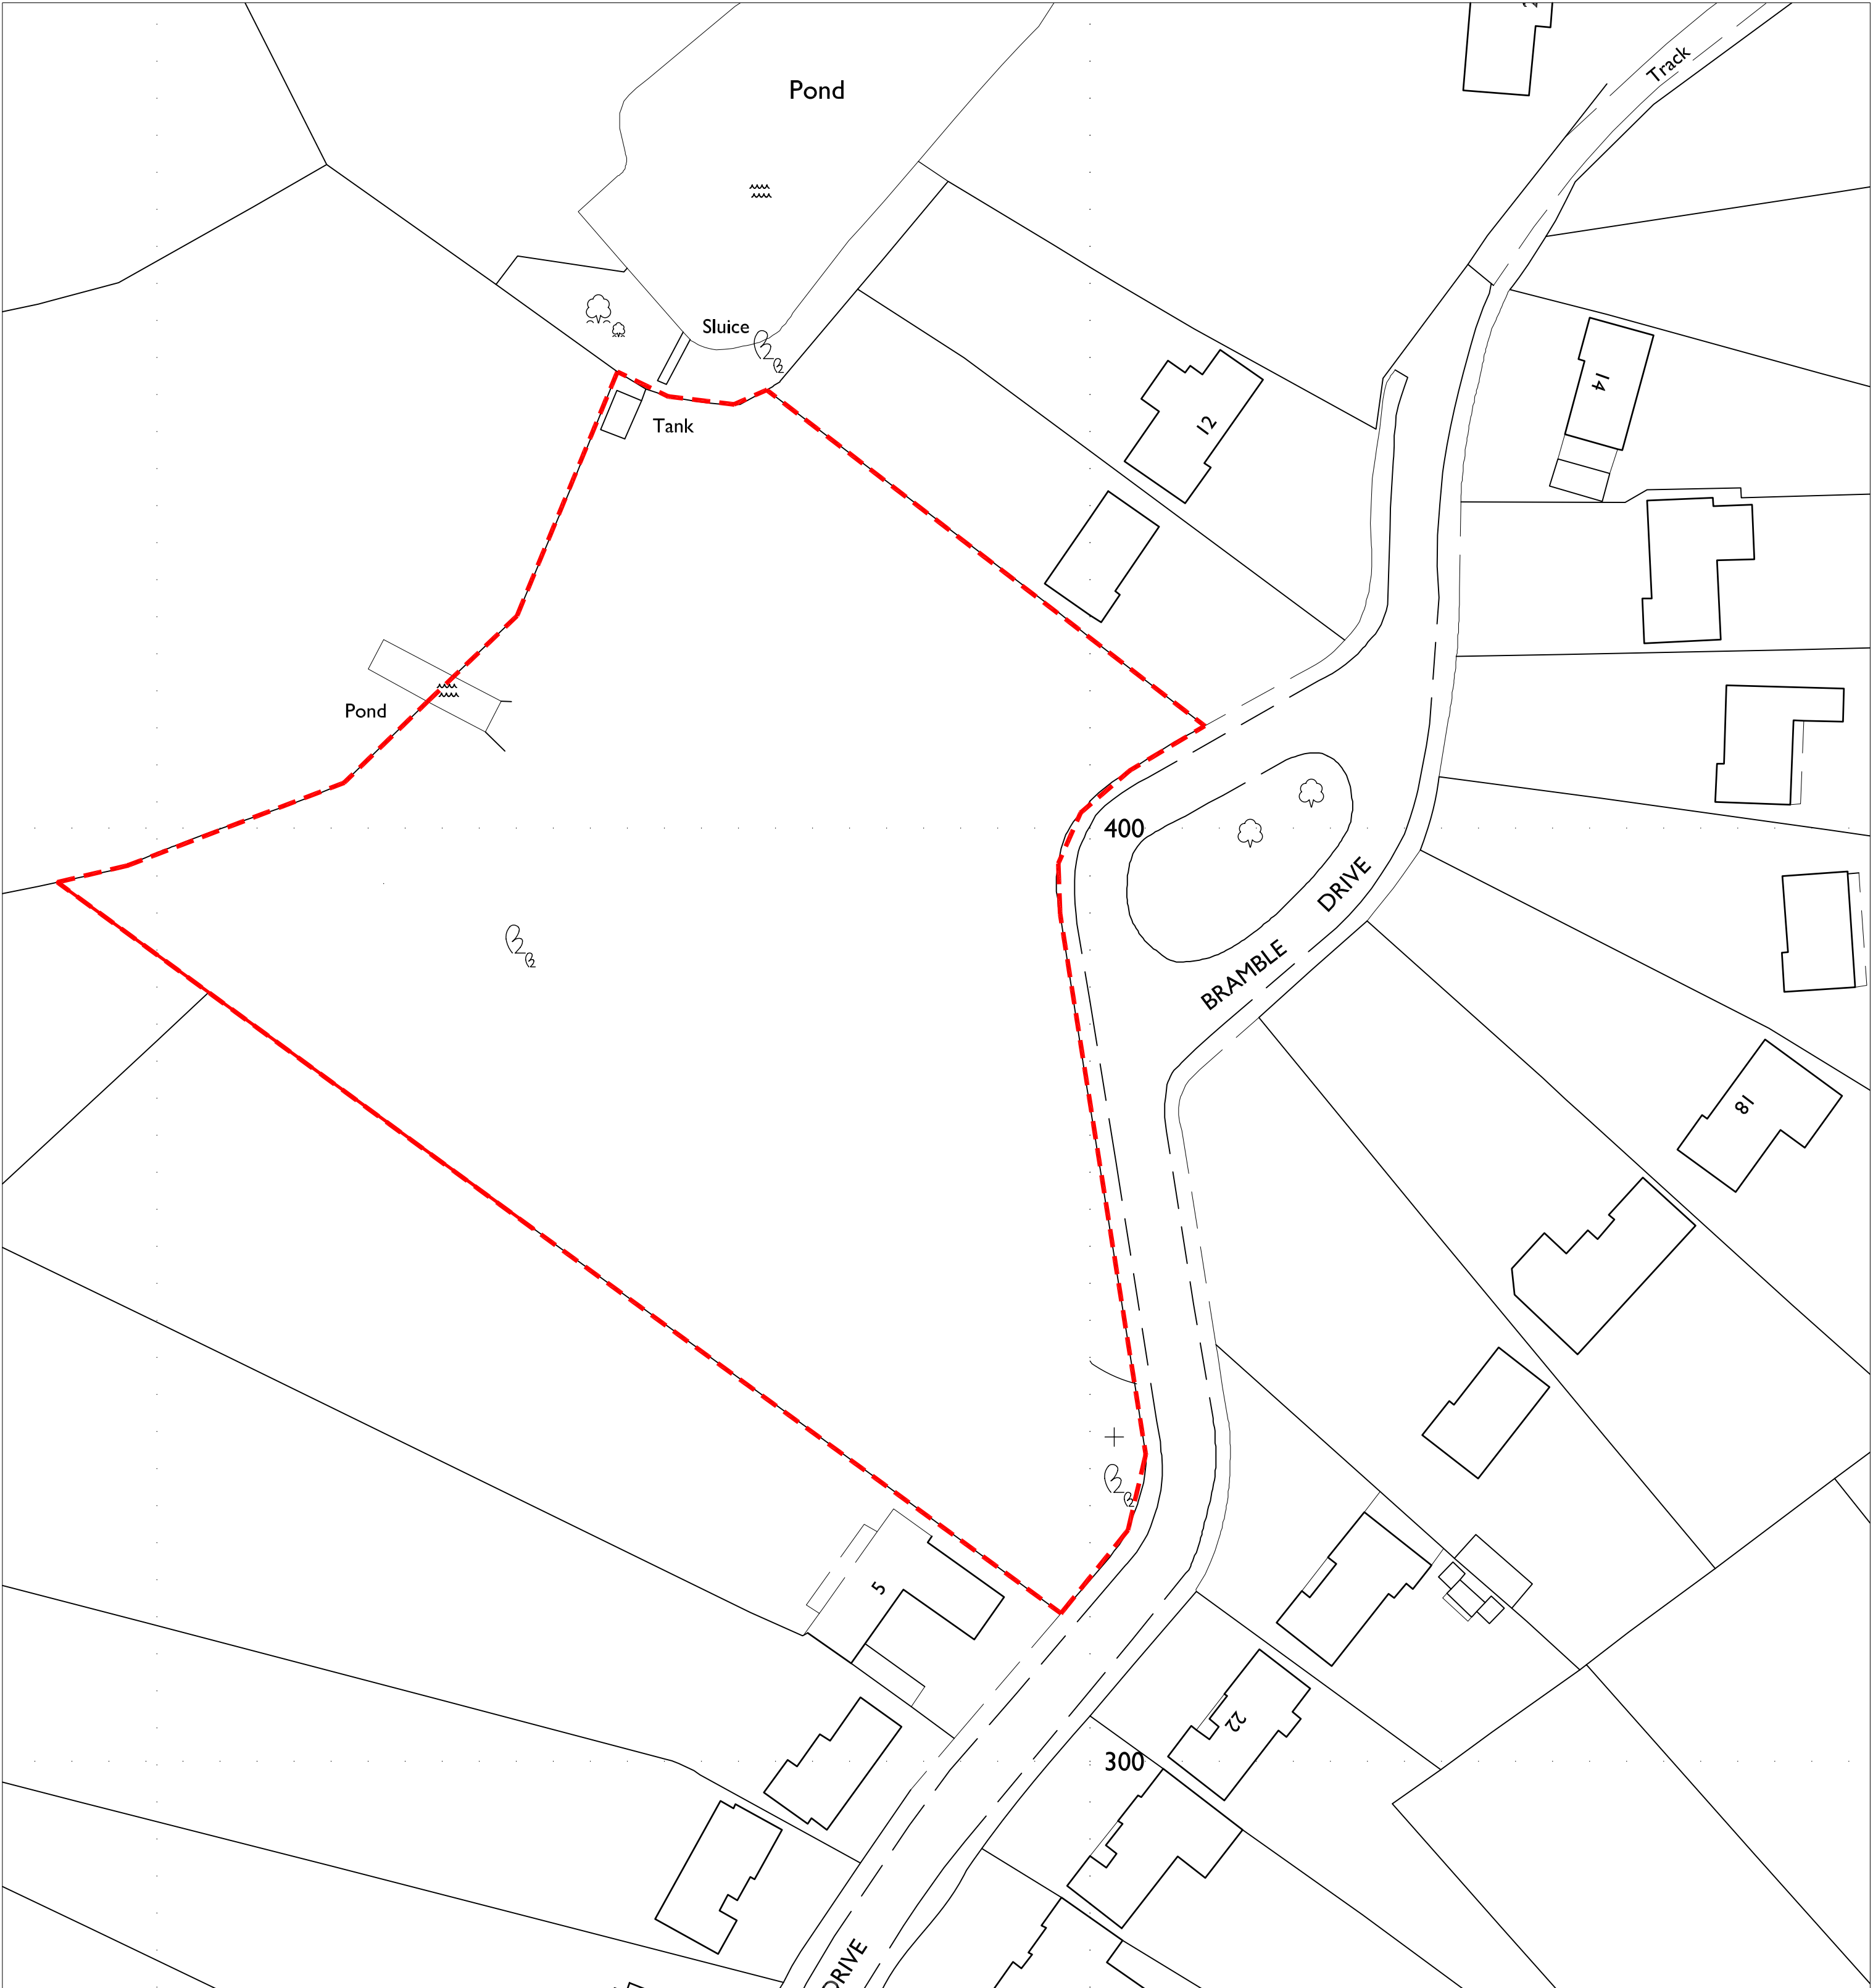 Pond
Track
Sluice
Tank
14
12
Pond
400
BRAMBLE DRIVE
18
5
22
300
DRIVE